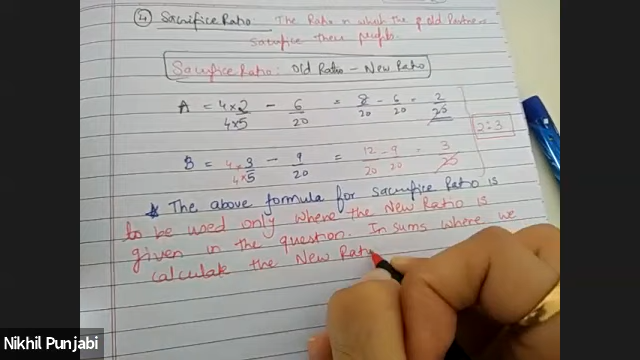 ④ Sacrifice Ratio: The Ratio in which the old Partners
sacrifice there profits.
Sacrifice Ratio: Old Ratio - New Ratio
A = 4×2/4×5 - 6/20 = 8/20 - 6/20 = 2/20
2:3
B = 4×3/4×5 - 9/20 = 12/20 - 9/20 = 3/20
* The above formula for sacrifice Ratio is
to be used only where the New Ratio is
given in the question. In sums where we
calculate the New Ratio
Nikhil Punjabi